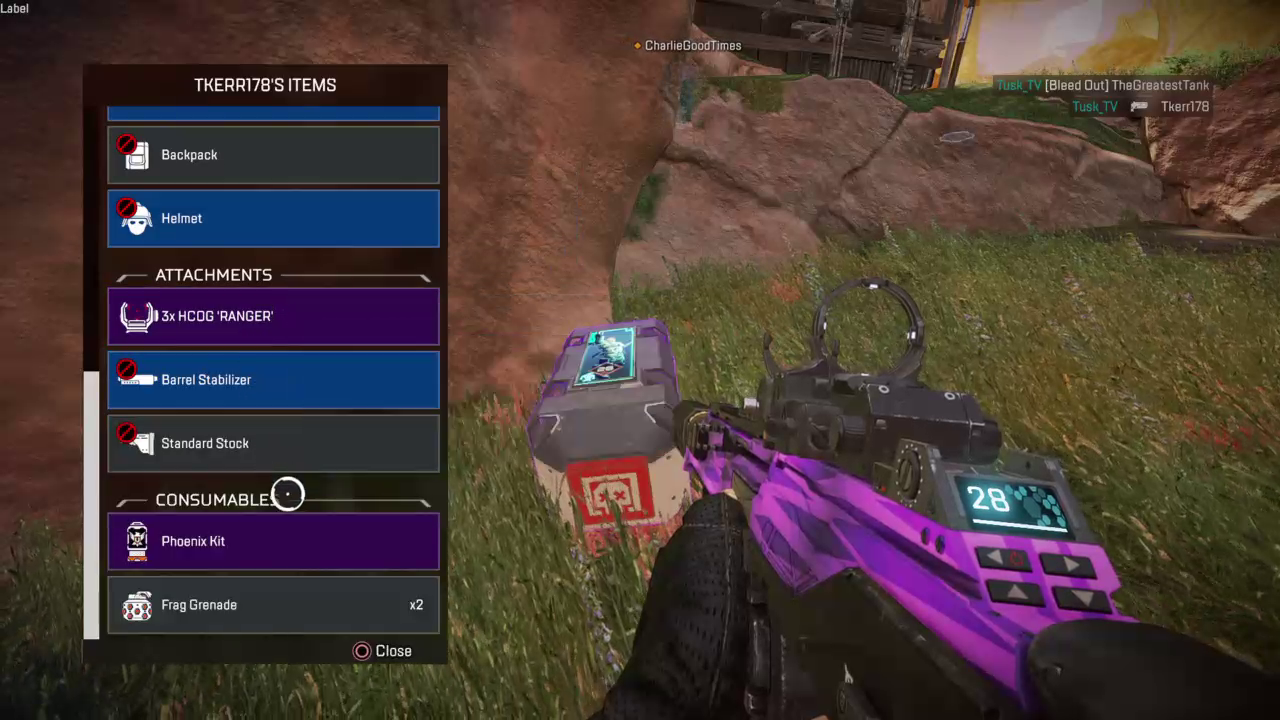 Label
CharlieGoodTimes
TKERR178'S ITEMS
Tusk_TV [Bleed Out] TheGreatestTank
Tusk_TV Tkerr178
Backpack
Helmet
ATTACHMENTS
3x HCOG 'RANGER'
Barrel Stabilizer
Standard Stock
CONSUMABLES
Phoenix Kit
Frag Grenade x2
Close
28